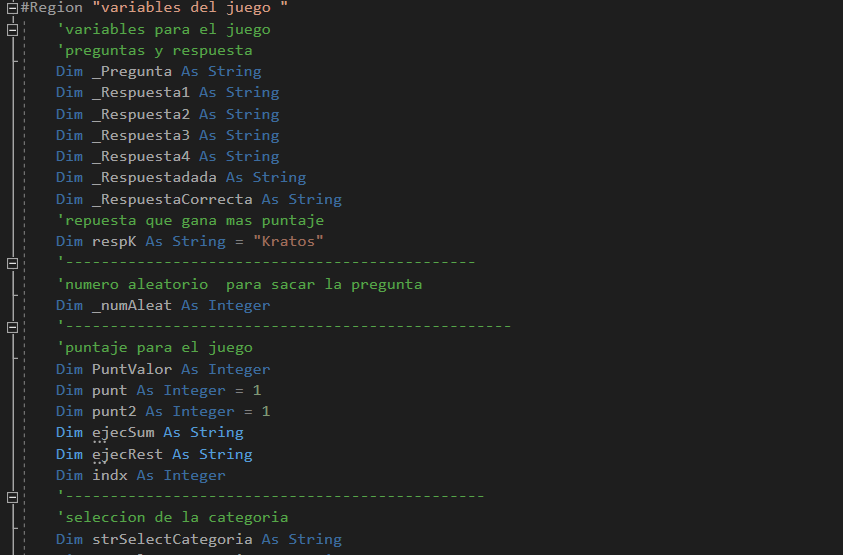 #Region "variables del juego "
'variables para el juego
'preguntas y respuesta
Dim _Pregunta As String
Dim _Respuesta1 As String
Dim _Respuesta2 As String
Dim _Respuesta3 As String
Dim _Respuesta4 As String
Dim _Respuestadada As String
Dim _RespuestaCorrecta As String
'repuesta que gana mas puntaje
Dim respK As String = "Kratos"
'----------------------------------------------
'numero aleatorio  para sacar la pregunta
Dim _numAleat As Integer
'--------------------------------------------------
'puntaje para el juego
Dim PuntValor As Integer
Dim punt As Integer = 1
Dim punt2 As Integer = 1
Dim ejecSum As String
Dim ejecRest As String
Dim indx As Integer
'-----------------------------------------------
'seleccion de la categoria
Dim strSelectCategoria As String